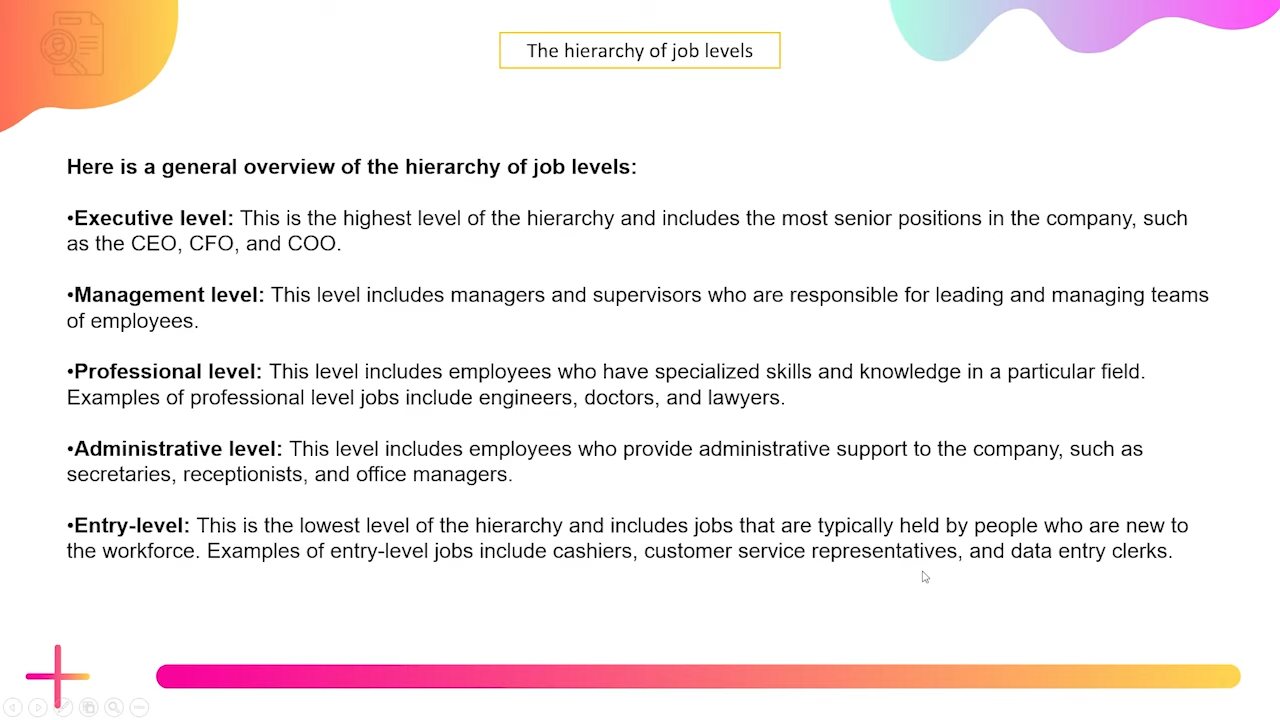 The hierarchy of job levels
Here is a general overview of the hierarchy of job levels:
•Executive level: This is the highest level of the hierarchy and includes the most senior positions in the company, such
as the CEO, CFO, and COO.
•Management level: This level includes managers and supervisors who are responsible for leading and managing teams
of employees.
•Professional level: This level includes employees who have specialized skills and knowledge in a particular field.
Examples of professional level jobs include engineers, doctors, and lawyers.
•Administrative level: This level includes employees who provide administrative support to the company, such as
secretaries, receptionists, and office managers.
•Entry-level: This is the lowest level of the hierarchy and includes jobs that are typically held by people who are new to
the workforce. Examples of entry-level jobs include cashiers, customer service representatives, and data entry clerks.